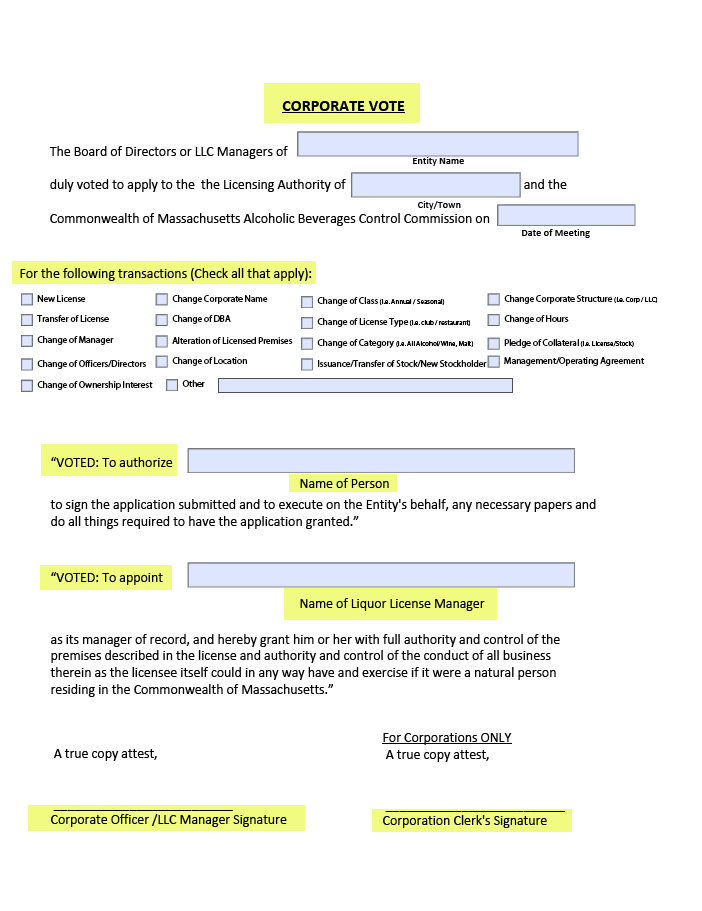 CORPORATE VOTE
The Board of Directors or LLC Managers of
Entity Name
duly voted to apply to the the Licensing Authority of and the
City/Town
Commonwealth of Massachusetts Alcoholic Beverages Control Commission on
Date of Meeting
For the following transactions (Check all that apply):
New License Change Corporate Name Change of Class (i.e. Annual / Seasonal) Change Corporate Structure (i.e. Corp / LLC)
Transfer of License Change of DBA Change of License Type (i.e. club / restaurant) Change of Hours
Change of Manager Alteration of Licensed Premises Change of Category (i.e. All Alcohol/Wine, Malt) Pledge of Collateral (i.e. License/Stock)
Change of Officers/Directors Change of Location Issuance/Transfer of Stock/New Stockholder Management/Operating Agreement
Change of Ownership Interest Other
“VOTED: To authorize
Name of Person
to sign the application submitted and to execute on the Entity's behalf, any necessary papers and
do all things required to have the application granted.”
“VOTED: To appoint
Name of Liquor License Manager
as its manager of record, and hereby grant him or her with full authority and control of the
premises described in the license and authority and control of the conduct of all business
therein as the licensee itself could in any way have and exercise if it were a natural person
residing in the Commonwealth of Massachusetts.”
For Corporations ONLY
A true copy attest, A true copy attest,
Corporate Officer /LLC Manager Signature Corporation Clerk's Signature